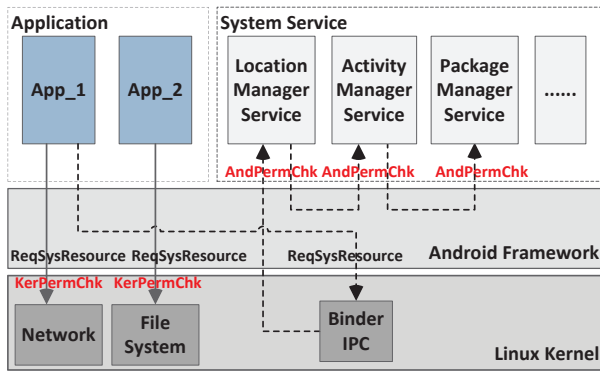 Application
System Service
App_1
App_2
Location
Manager
Service
Activity
Manager
Service
Package
Manager
Service
......
AndPermChk
AndPermChk
AndPermChk
ReqSysResource
ReqSysResource
ReqSysResource
Android Framework
KerPermChk
KerPermChk
Network
File
System
Binder
IPC
Linux Kernel